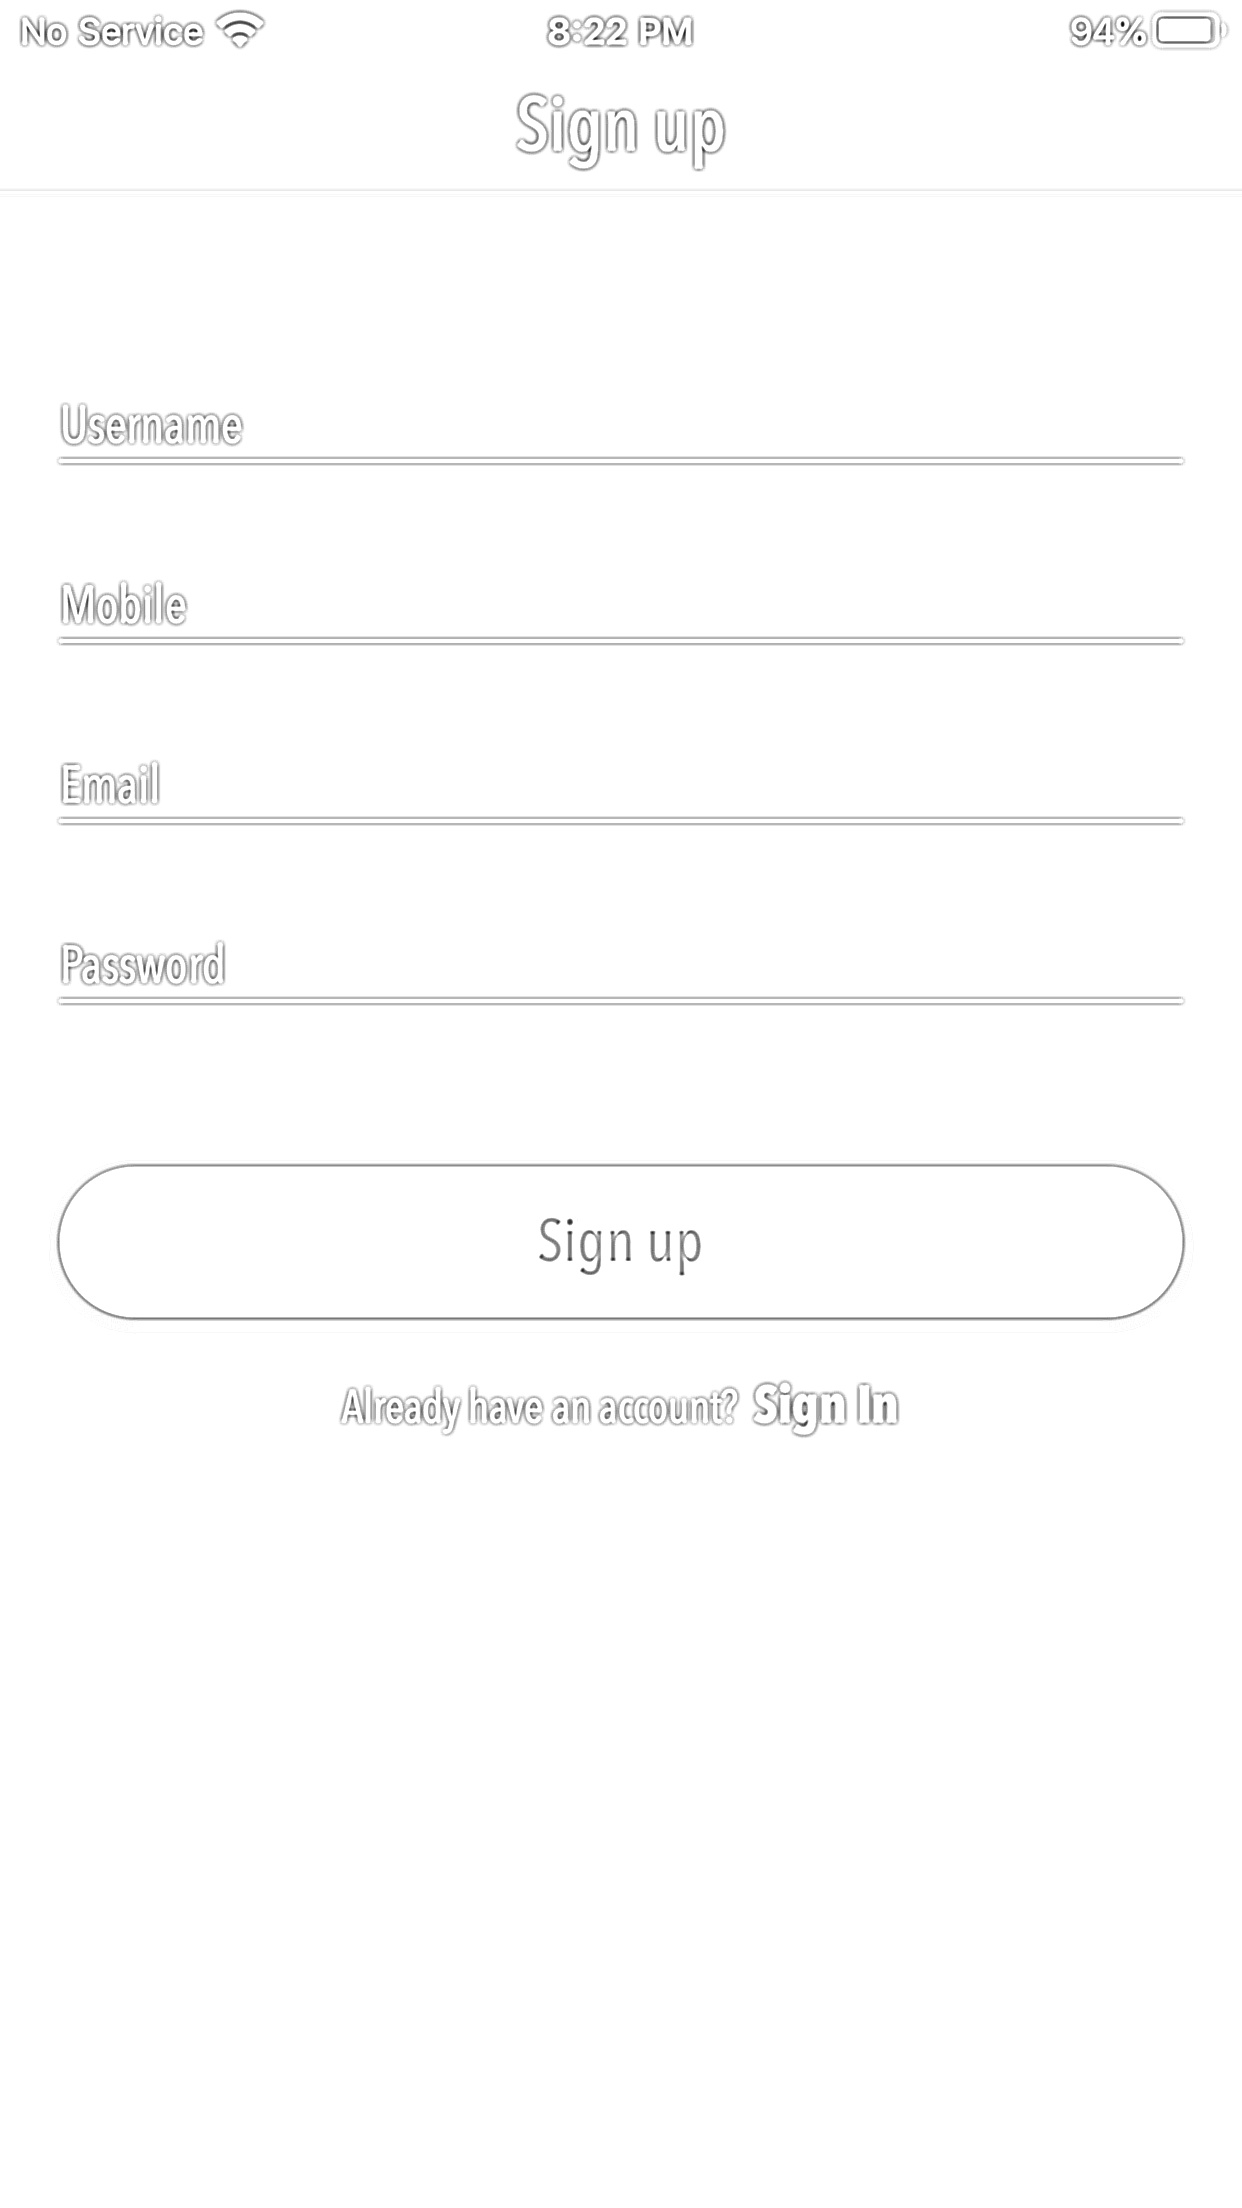 No Service 8:22 PM 94%
Sign up
Username
Mobile
Email
Password
Sign up
Already have an account? Sign In